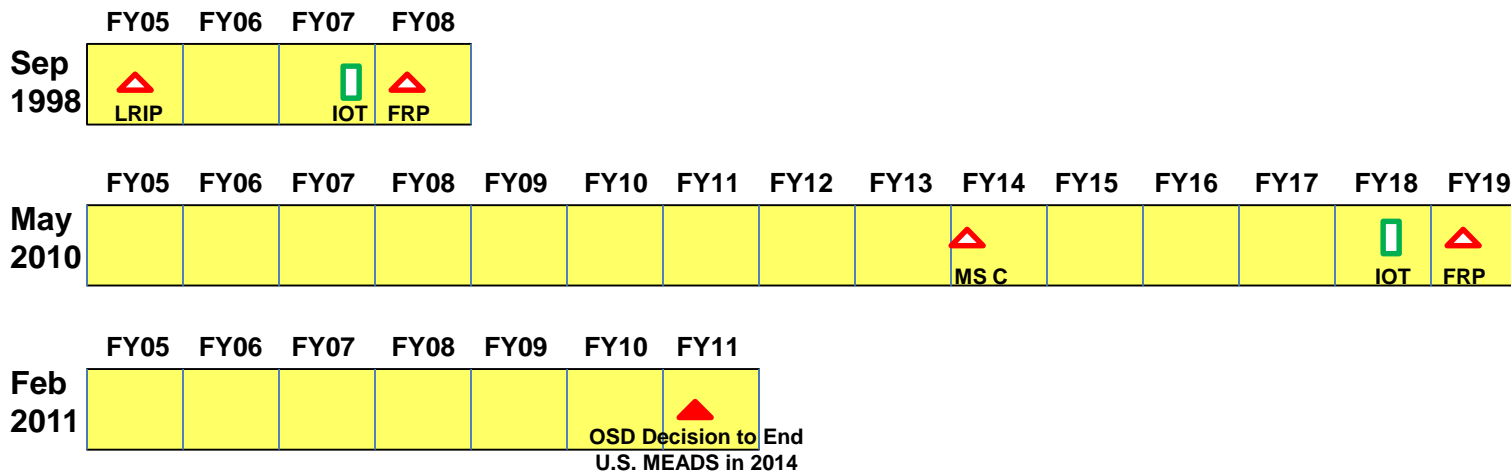 FY05 FY06 FY07 FY08
Sep
1998
LRIP IOT FRP
FY05 FY06 FY07 FY08 FY09 FY10 FY11 FY12 FY13 FY14 FY15 FY16 FY17 FY18 FY19
May
2010
MS C IOT FRP
FY05 FY06 FY07 FY08 FY09 FY10 FY11
Feb
2011
OSD Decision to End
U.S. MEADS in 2014